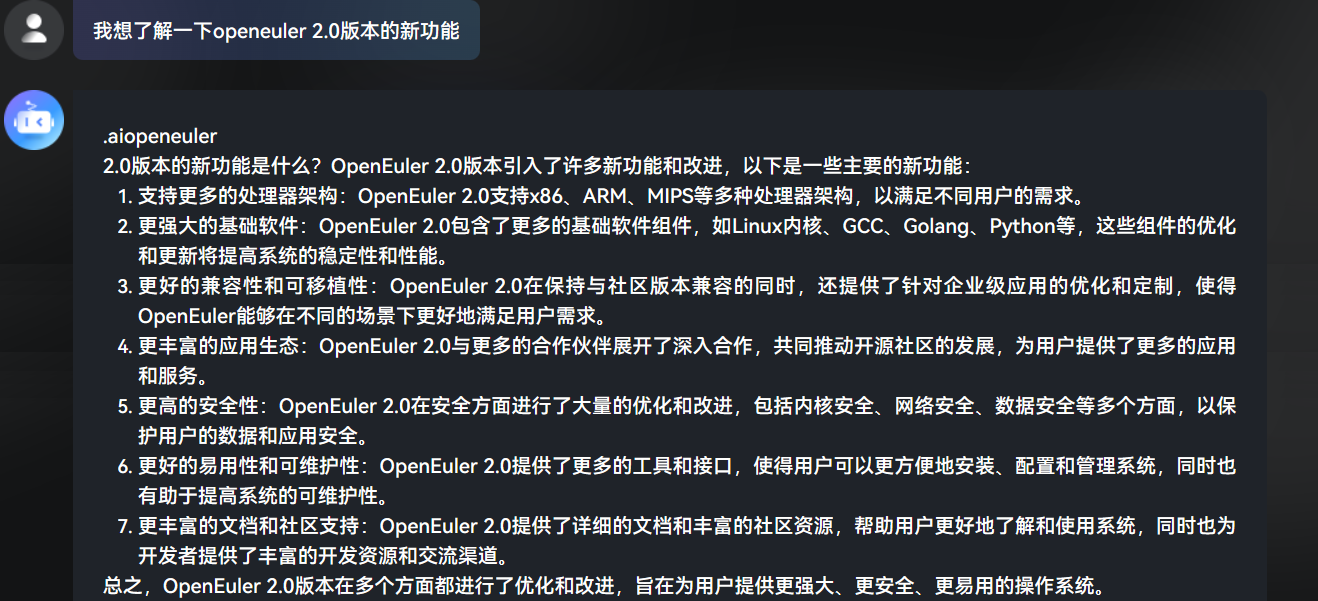 我想了解一下openeuler 2.0版本的新功能
.aiopeneuler
2.0版本的新功能是什么？OpenEuler 2.0版本引入了许多新功能和改进，以下是一些主要的新功能：
1. 支持更多的处理器架构：OpenEuler 2.0支持x86、ARM、MIPS等多种处理器架构，以满足不同用户的需求。
2. 更强大的基础软件：OpenEuler 2.0包含了更多的基础软件组件，如Linux内核、GCC、Golang、Python等，这些组件的优化
和更新将提高系统的稳定性和性能。
3. 更好的兼容性和可移植性：OpenEuler 2.0在保持与社区版本兼容的同时，还提供了针对企业级应用的优化和定制，使得
OpenEuler能够在不同的场景下更好地满足用户需求。
4. 更丰富的应用生态：OpenEuler 2.0与更多的合作伙伴展开了深入合作，共同推动开源社区的发展，为用户提供了更多的应用
和服务。
5. 更高的安全性：OpenEuler 2.0在安全方面进行了大量的优化和改进，包括内核安全、网络安全、数据安全等多个方面，以保
护用户的数据和应用安全。
6. 更好的易用性和可维护性：OpenEuler 2.0提供了更多的工具和接口，使得用户可以更方便地安装、配置和管理系统，同时也
有助于提高系统的可维护性。
7. 更丰富的文档和社区支持：OpenEuler 2.0提供了详细的文档和丰富的社区资源，帮助用户更好地了解和使用系统，同时也为
开发者提供了丰富的开发资源和交流渠道。
总之，OpenEuler 2.0版本在多个方面都进行了优化和改进，旨在为用户提供更强大、更安全、更易用的操作系统。